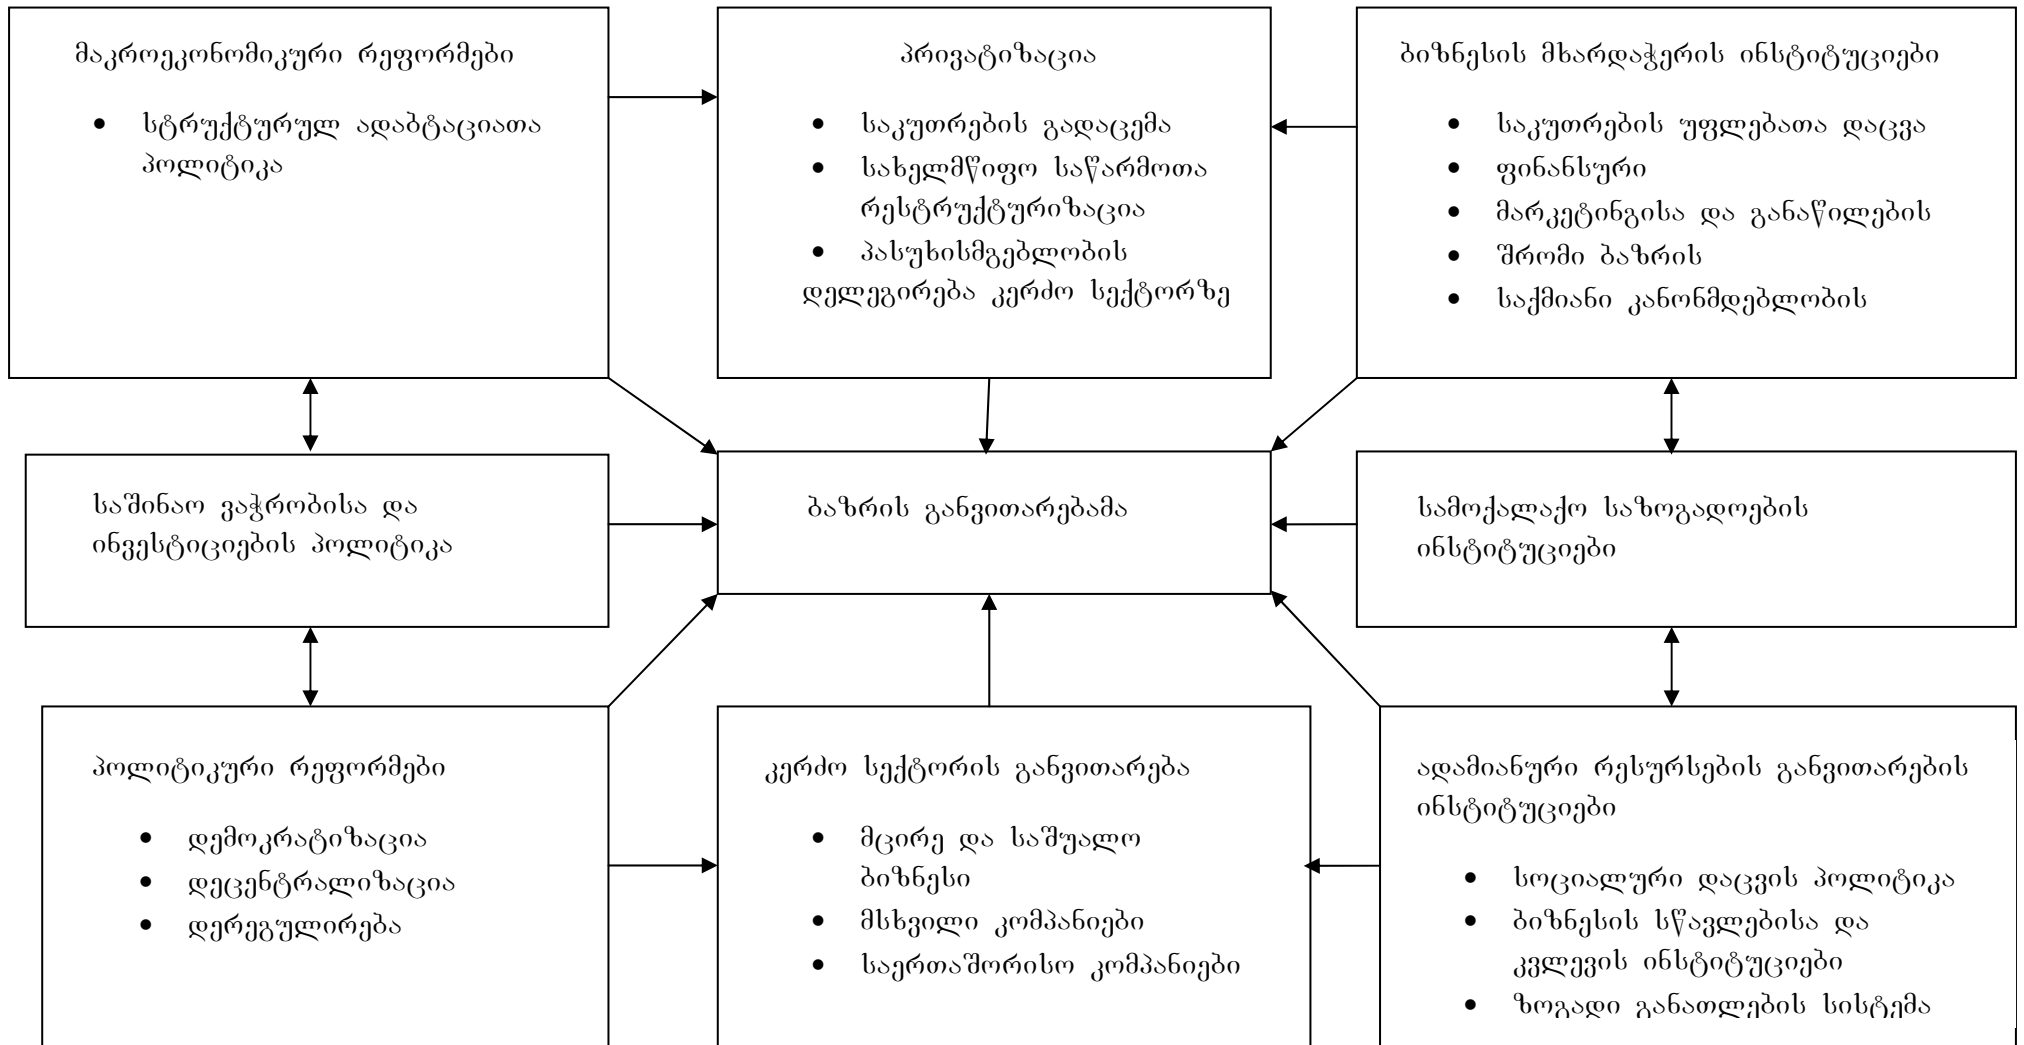 მაკროეკონომიკური რეფორმები
• სტრუქტურულ ადაბტაციათა
პოლიტიკა
პრივატიზაცია
• საკუთრების გადაცემა
• სახელმწიფო საწარმოთა
რესტრუქტურიზაცია
• პასუხისმგებლობის
დელეგირება კერძო სექტორზე
ბიზნესის მხარდაჭერის ინსტიტუციები
• საკუთრების უფლებათა დაცვა
• ფინანსური
• მარკეტინგისა და განაწილების
• შრომი ბაზრის
• საქმიანი კანონმდებლობის
საშინაო ვაჭრობისა და
ინვესტიციების პოლიტიკა
ბაზრის განვითარებამა
სამოქალაქო საზოგადოების
ინსტიტუციები
პოლიტიკური რეფორმები
• დემოკრატიზაცია
• დეცენტრალიზაცია
• დერეგულირება
კერძო სექტორის განვითარება
• მცირე და საშუალო
ბიზნესი
• მსხვილი კომპანიები
• საერთაშორისო კომპანიები
ადამიანური რესურსების განვითარების
ინსტიტუციები
• სოციალური დაცვის პოლიტიკა
• ბიზნესის სწავლებისა და
კვლევის ინსტიტუციები
• ზოგადი განათლების სისტემა